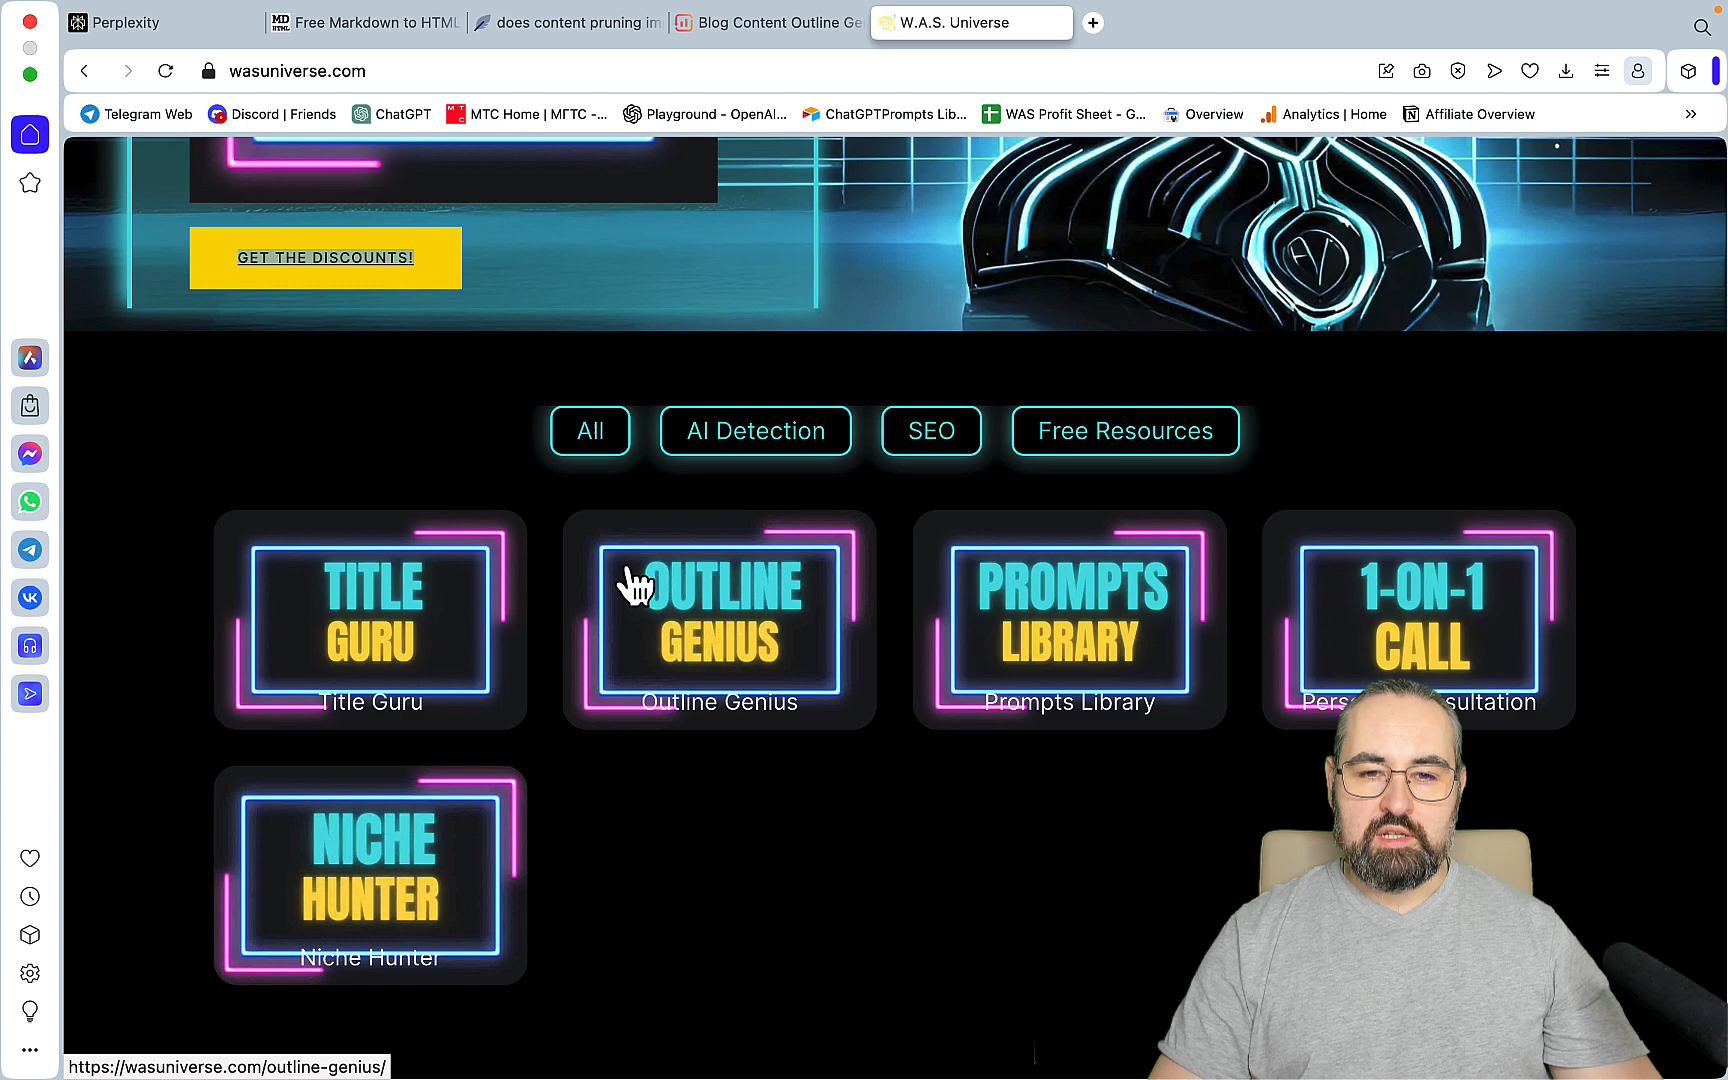 Perplexity
MD HTML Free Markdown to HTML
does content pruning im
Blog Content Outline Ge
W.A.S. Universe
wasuniverse.com
Telegram Web
Discord | Friends
ChatGPT
MTC Home | МГТС -...
Playground - OpenAI...
ChatGPTPrompts Lib...
WAS Profit Sheet - G...
Overview
Analytics | Home
Affiliate Overview
GET THE DISCOUNTS!
All
AI Detection
SEO
Free Resources
TITLE
GURU
Title Guru
OUTLINE
GENIUS
Outline Genius
PROMPTS
LIBRARY
Prompts Library
1-ON-1
CALL
NICHE
HUNTER
Niche Hunter
https://wasuniverse.com/outline-genius/